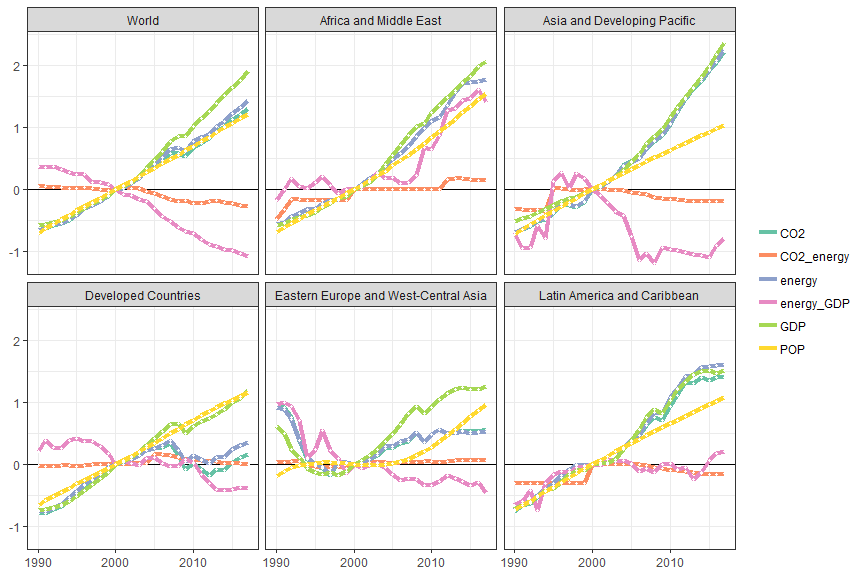 World
Africa and Middle East
Asia and Developing Pacific
2
1
0
-1
Developed Countries
Eastern Europe and West-Central Asia
Latin America and Caribbean
2
1
0
-1
1990
2000
2010
1990
2000
2010
1990
2000
2010
CO2
CO2_energy
energy
energy_GDP
GDP
POP